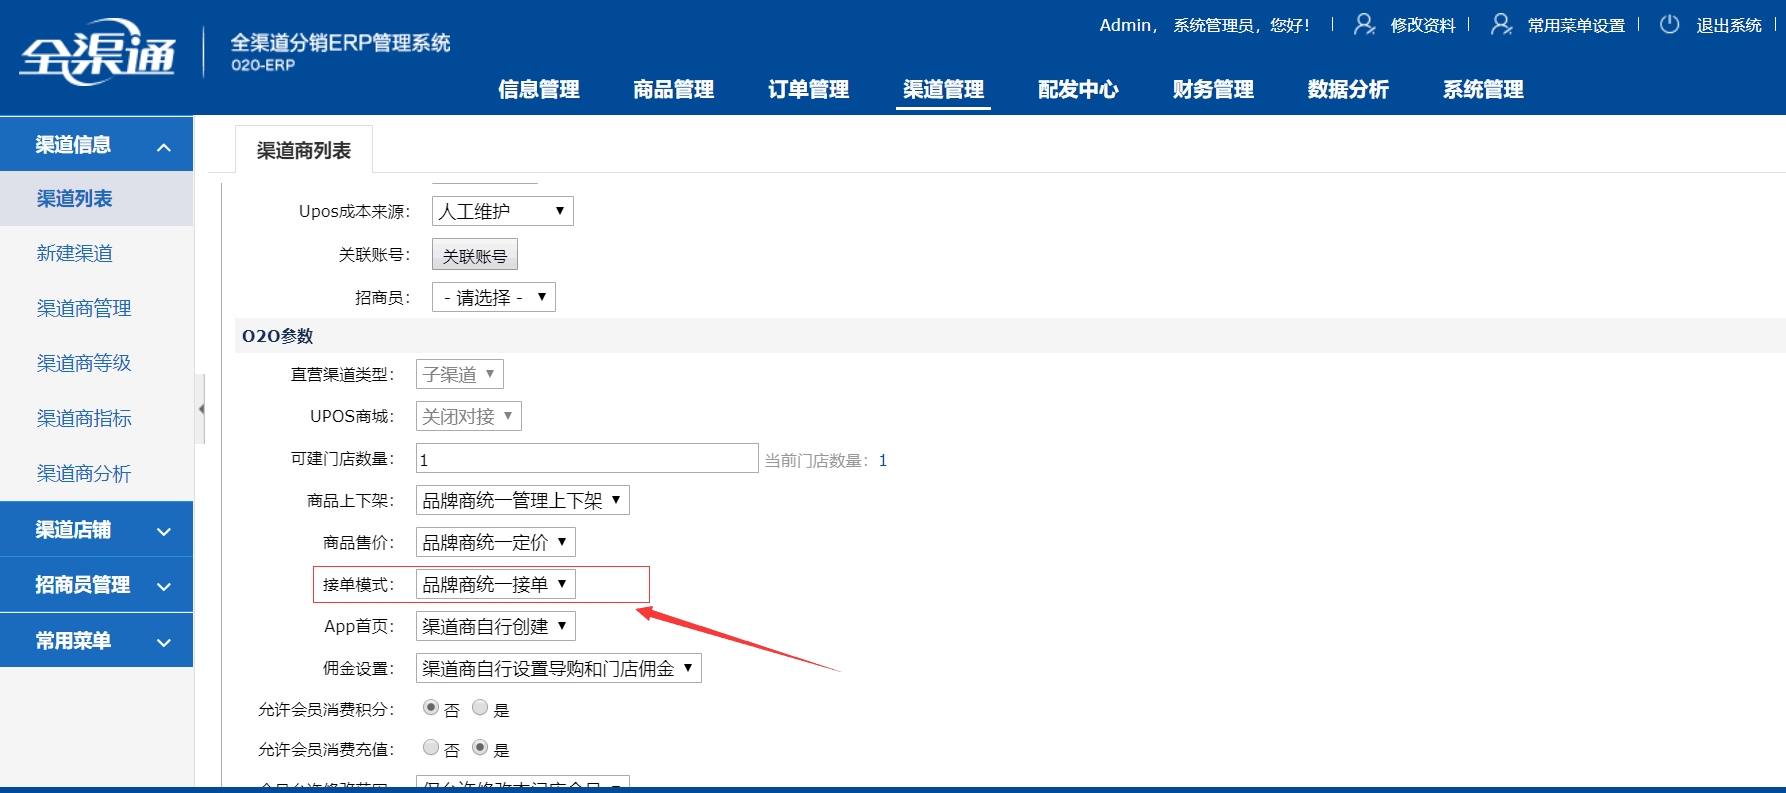 Admin， 系统管理员，您好！ 修改资料 常用菜单设置 退出系统
全渠通
全渠道分销ERP管理系统
O2O-ERP
信息管理 商品管理 订单管理 渠道管理 配发中心 财务管理 数据分析 系统管理
渠道信息
渠道列表
新建渠道
渠道商管理
渠道商等级
渠道商指标
渠道商分析
渠道店铺
招商员管理
常用菜单
渠道商列表
Upos成本来源： 人工维护
关联账号： 关联账号
招商员： - 请选择 -
O2O参数
直营渠道类型： 子渠道
UPOS商城： 关闭对接
可建门店数量： 1 当前门店数量：1
商品上下架： 品牌商统一管理上下架
商品售价： 品牌商统一定价
接单模式： 品牌商统一接单
App首页： 渠道商自行创建
佣金设置： 渠道商自行设置导购和门店佣金
允许会员消费积分： 否 是
允许会员消费充值： 否 是